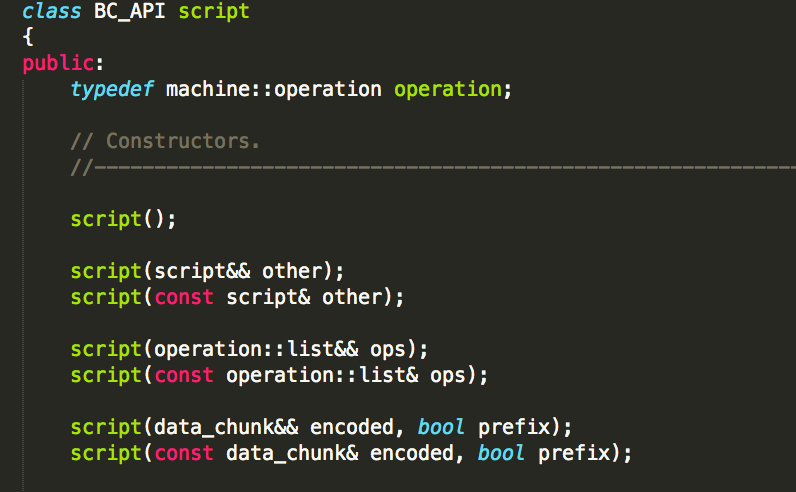 class BC_API script
{
public:
typedef machine::operation operation;
// Constructors.
//-----------------------------------------------------------
script();
script(script&& other);
script(const script& other);
script(operation::list&& ops);
script(const operation::list& ops);
script(data_chunk&& encoded, bool prefix);
script(const data_chunk& encoded, bool prefix);